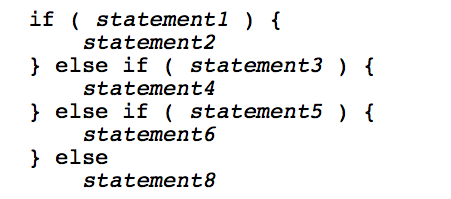 if ( statement1 ) {
    statement2
} else if ( statement3 ) {
    statement4
} else if ( statement5 ) {
    statement6
} else
    statement8